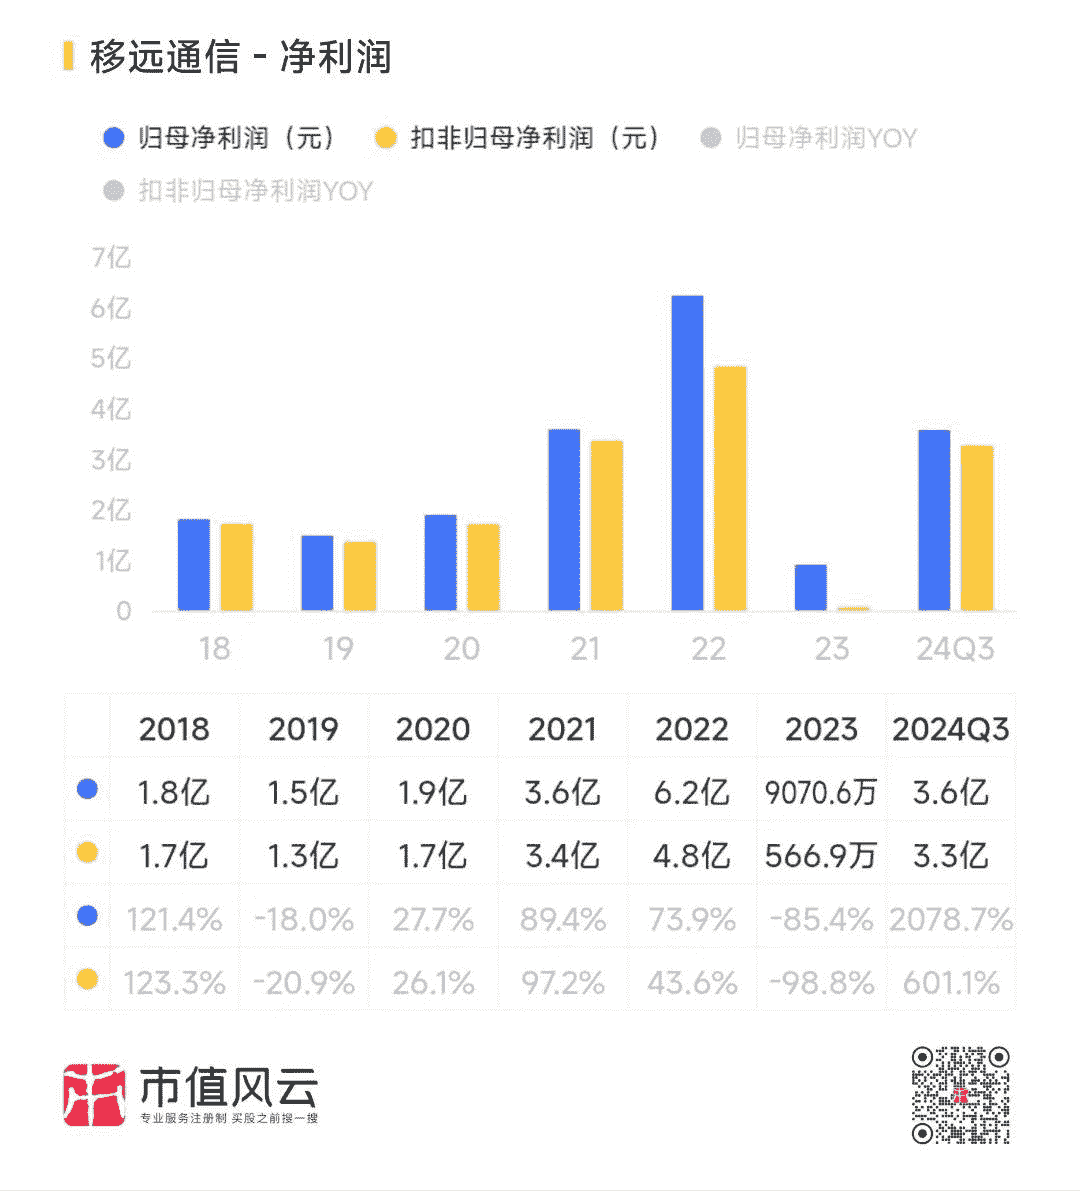 移远通信 - 净利润
归母净利润（元） 扣非归母净利润（元） 归母净利润YOY
扣非归母净利润YOY
7亿
6亿
5亿
4亿
3亿
2亿
1亿
0
18 19 20 21 22 23 24Q3
2018 2019 2020 2021 2022 2023 2024Q3
1.8亿 1.5亿 1.9亿 3.6亿 6.2亿 9070.6万 3.6亿
1.7亿 1.3亿 1.7亿 3.4亿 4.8亿 566.9万 3.3亿
121.4% -18.0% 27.7% 89.4% 73.9% -85.4% 2078.7%
123.3% -20.9% 26.1% 97.2% 43.6% -98.8% 601.1%
市值风云
专业服务注册制 买股之前搜一搜